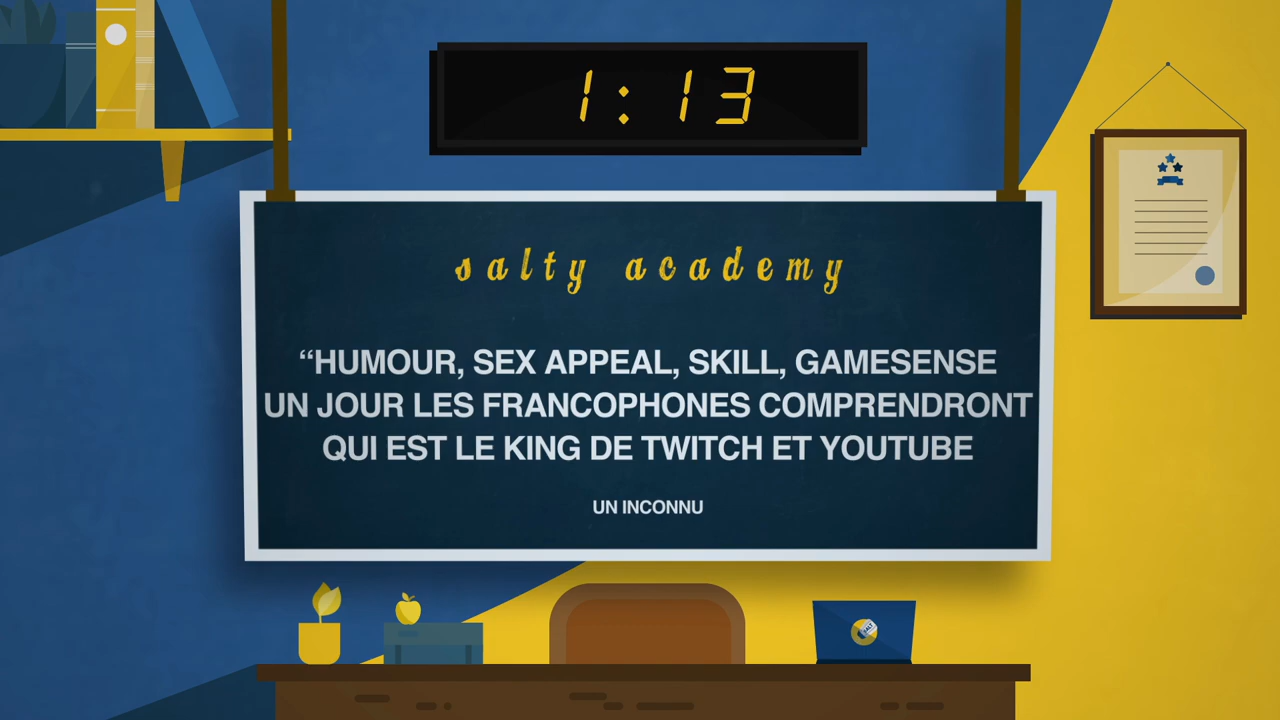 1:13
salty academy
“HUMOUR, SEX APPEAL, SKILL, GAMESENSE
UN JOUR LES FRANCOPHONES COMPRENDRONT
QUI EST LE KING DE TWITCH ET YOUTUBE
UN INCONNU